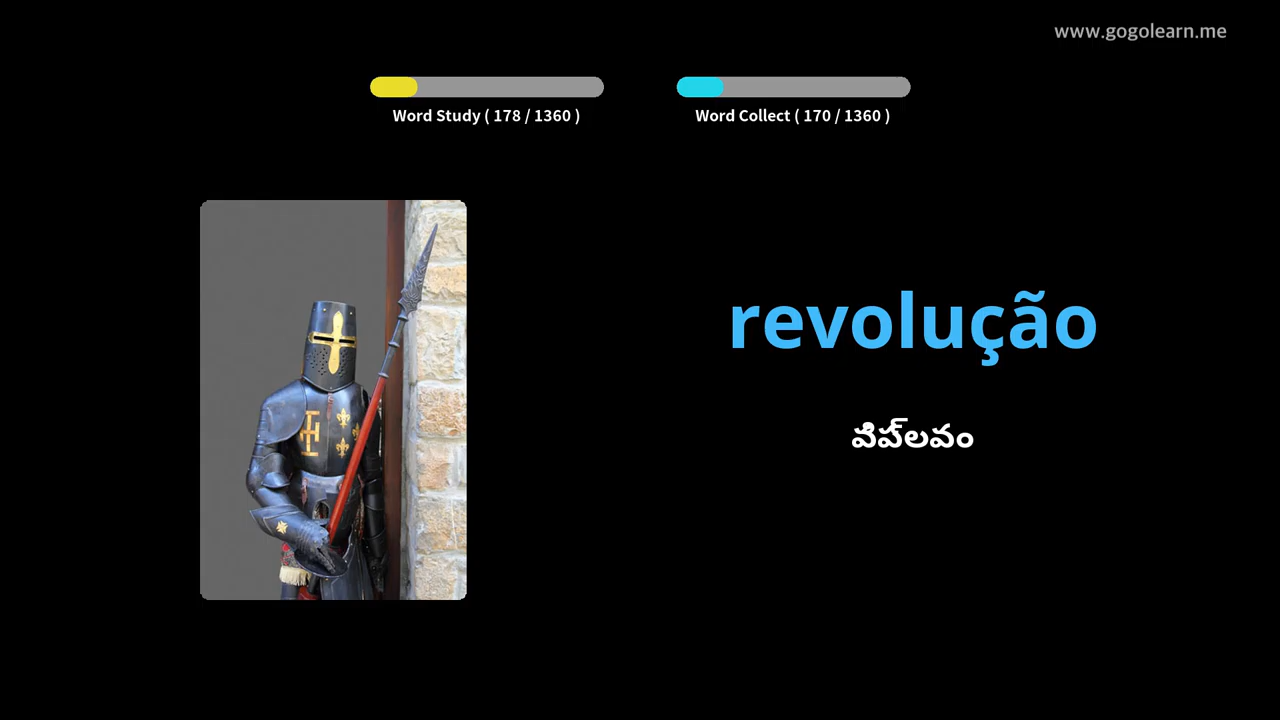 www.gogolearn.me
Word Study ( 178 / 1360 )
Word Collect ( 170 / 1360 )
revolução
విప్లవం